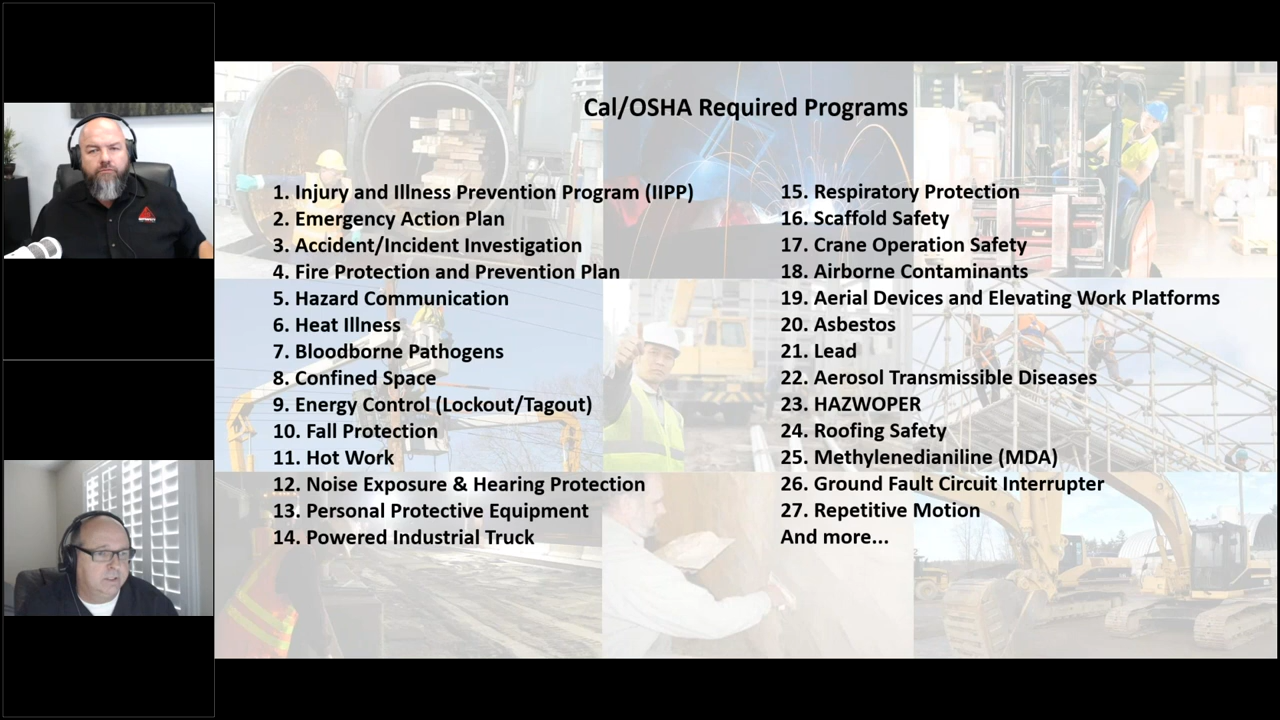 Cal/OSHA Required Programs
1. Injury and Illness Prevention Program (IIPP)
2. Emergency Action Plan
3. Accident/Incident Investigation
4. Fire Protection and Prevention Plan
5. Hazard Communication
6. Heat Illness
7. Bloodborne Pathogens
8. Confined Space
9. Energy Control (Lockout/Tagout)
10. Fall Protection
11. Hot Work
12. Noise Exposure & Hearing Protection
13. Personal Protective Equipment
14. Powered Industrial Truck
15. Respiratory Protection
16. Scaffold Safety
17. Crane Operation Safety
18. Airborne Contaminants
19. Aerial Devices and Elevating Work Platforms
20. Asbestos
21. Lead
22. Aerosol Transmissible Diseases
23. HAZWOPER
24. Roofing Safety
25. Methylenedianiline (MDA)
26. Ground Fault Circuit Interrupter
27. Repetitive Motion
And more...